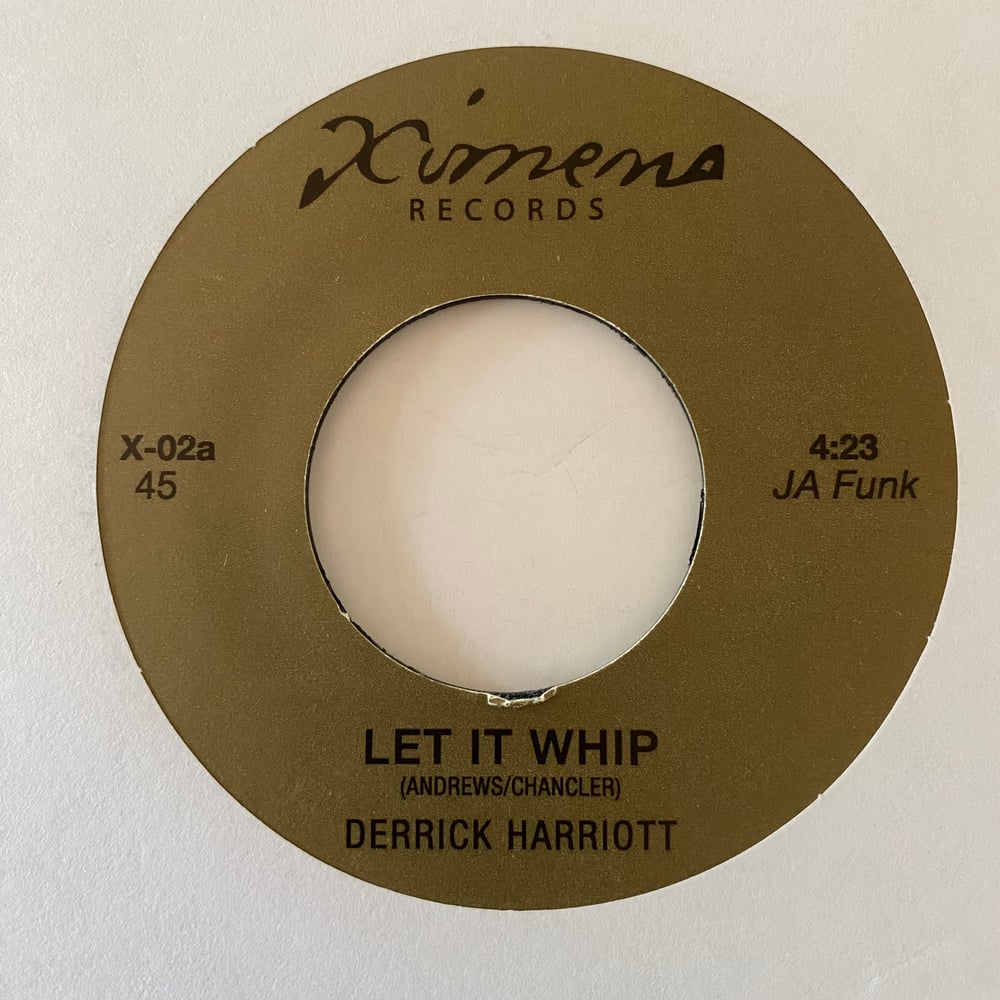 Ximena
RECORDS
X-02a
45
4:23
JA Funk
LET IT WHIP
(ANDREWS/CHANCLER)
DERRICK HARRIOTT